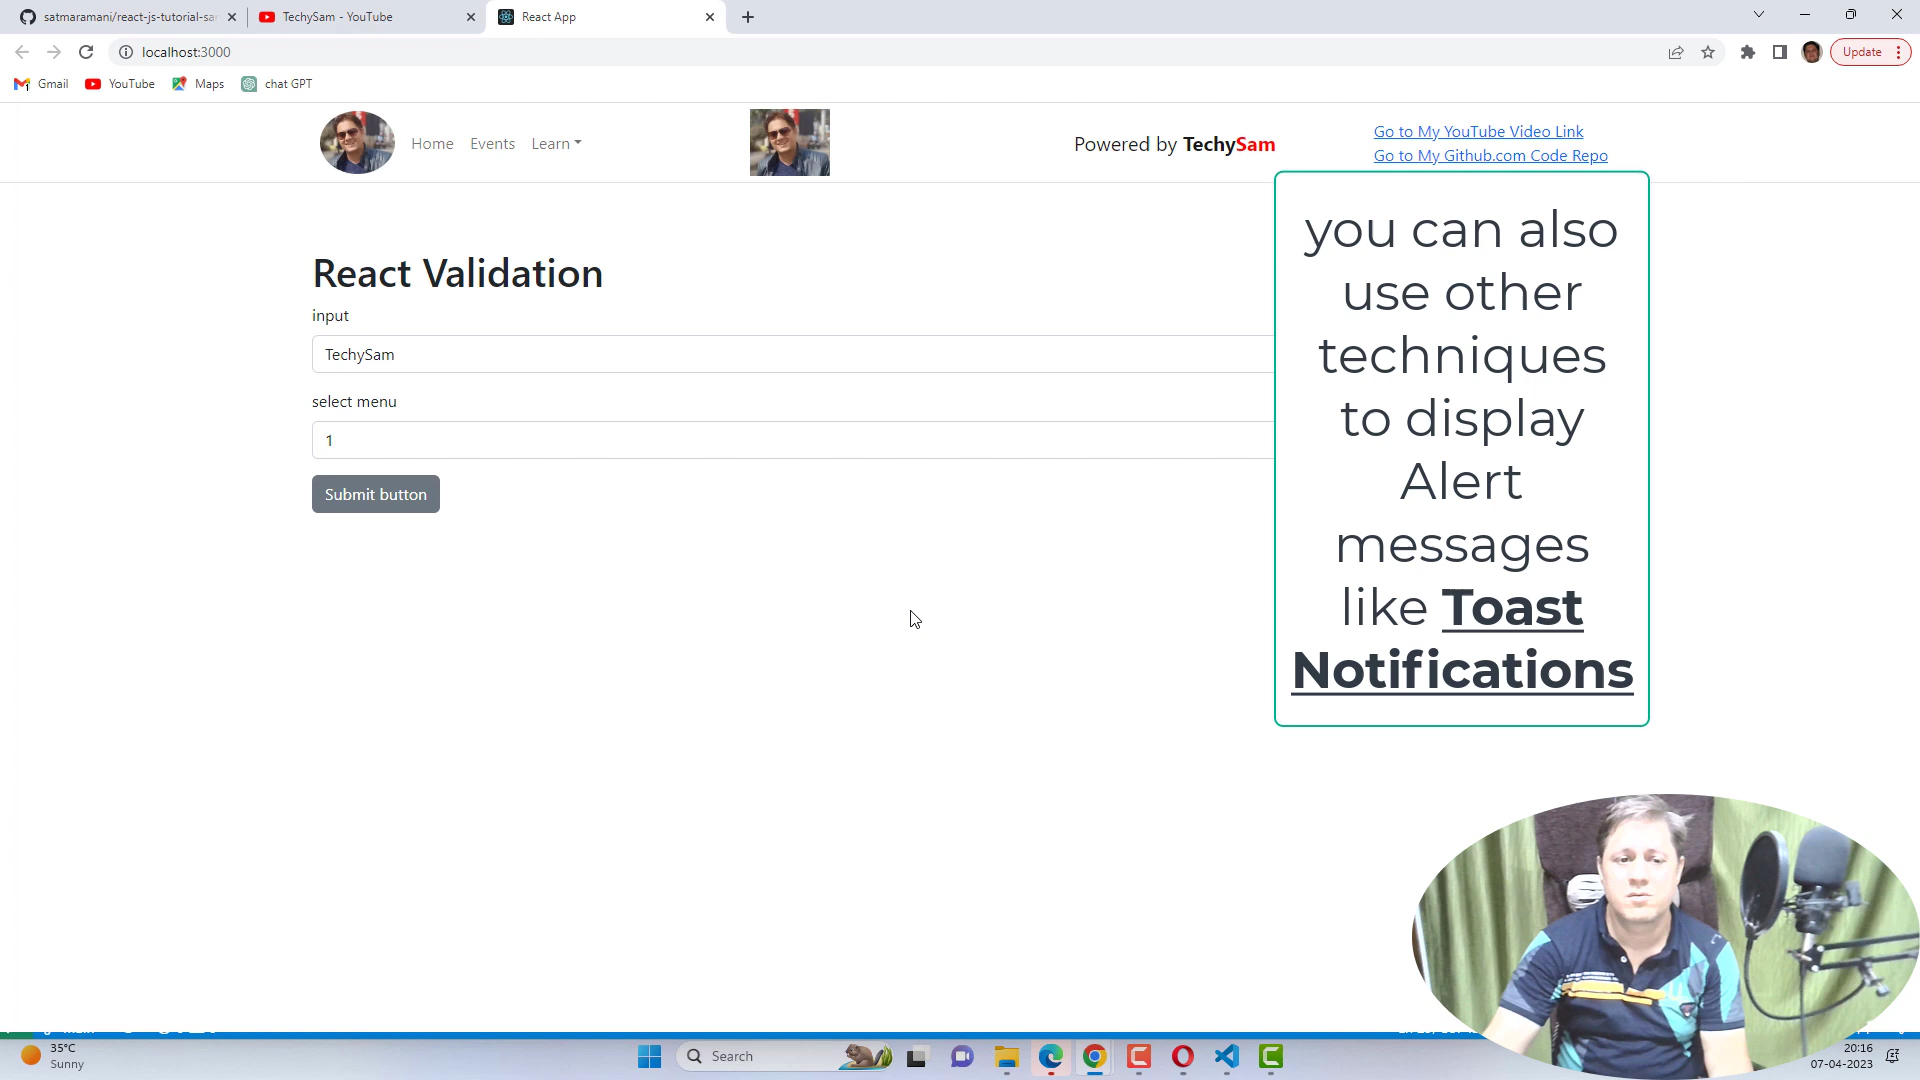 satmaramani/react-js-tutorial-sar
TechySam - YouTube
React App
localhost:3000
Update
Gmail
YouTube
Maps
chat GPT
Home
Events
Learn
Powered by TechySam
Go to My YouTube Video Link
Go to My Github.com Code Repo
React Validation
input
TechySam
select menu
1
Submit button
you can also
use other
techniques
to display
Alert
messages
like Toast
Notifications
35°C
Sunny
Search
20:16
07-04-2023